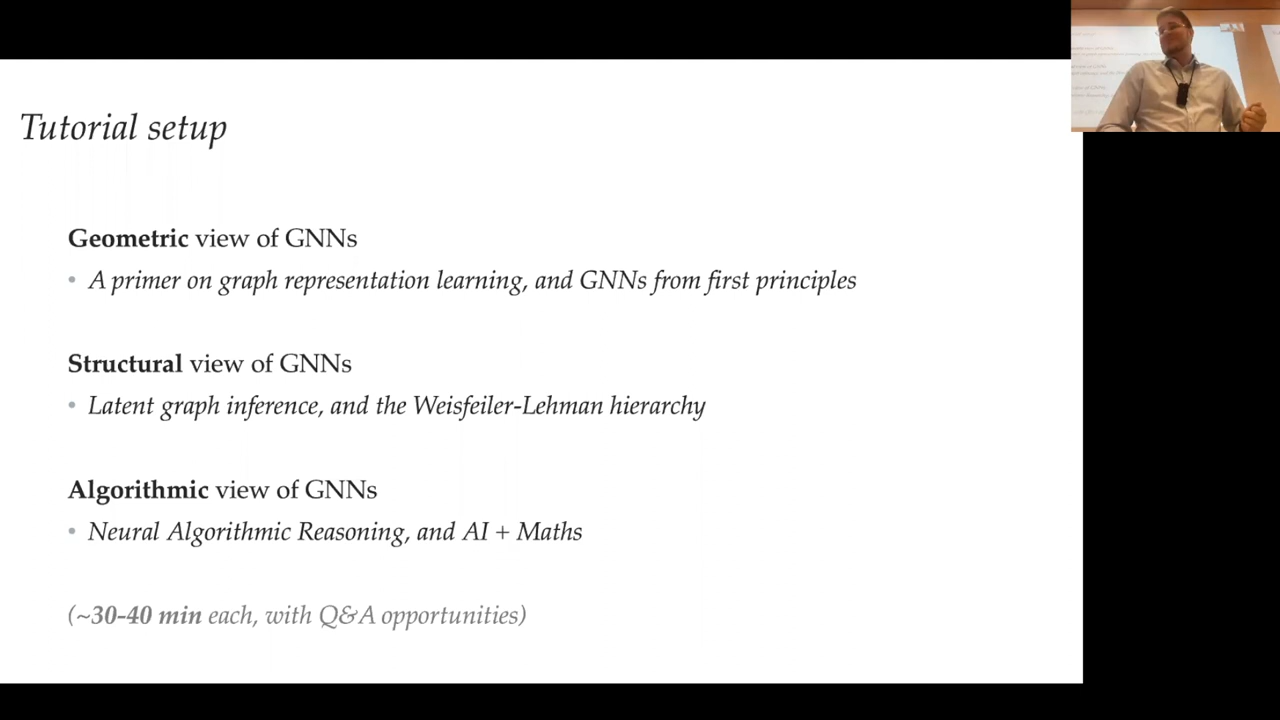 Tutorial setup
Geometric view of GNNs
• A primer on graph representation learning, and GNNs from first principles
Structural view of GNNs
• Latent graph inference, and the Weisfeiler-Lehman hierarchy
Algorithmic view of GNNs
• Neural Algorithmic Reasoning, and AI + Maths
(~30-40 min each, with Q&A opportunities)